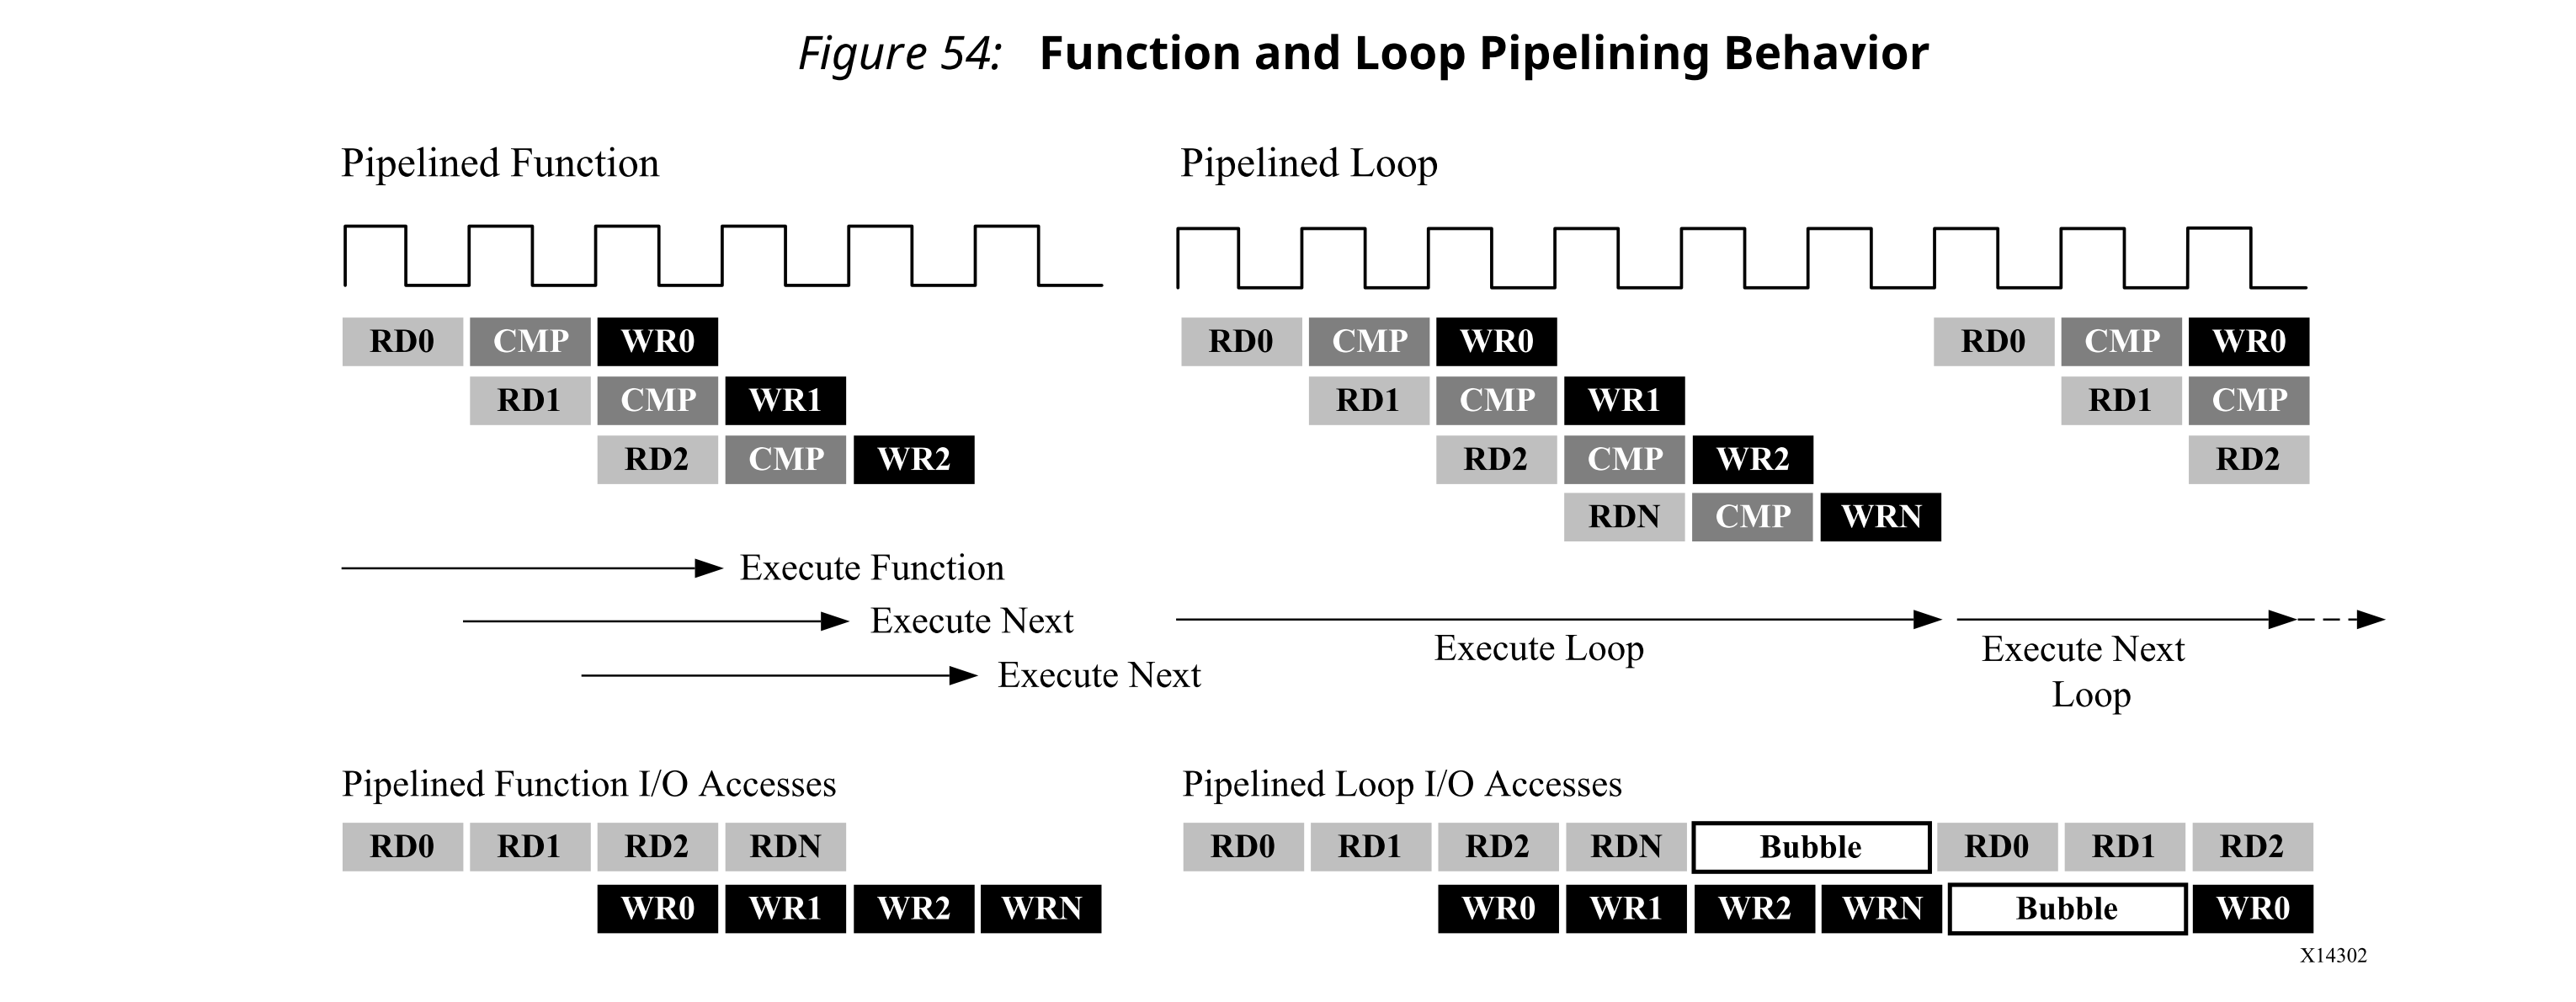 Figure 54: Function and Loop Pipelining Behavior
Pipelined Function
RD0 CMP WR0
RD1 CMP WR1
RD2 CMP WR2
Execute Function
Execute Next
Execute Next
Pipelined Function I/O Accesses
RD0 RD1 RD2 RDN
WR0 WR1 WR2 WRN
Pipelined Loop
RD0 CMP WR0 RD0 CMP WR0
RD1 CMP WR1 RD1 CMP
RD2 CMP WR2 RD2
RDN CMP WRN
Execute Loop
Execute Next
Loop
Pipelined Loop I/O Accesses
RD0 RD1 RD2 RDN Bubble RD0 RD1 RD2
WR0 WR1 WR2 WRN Bubble WR0
X14302